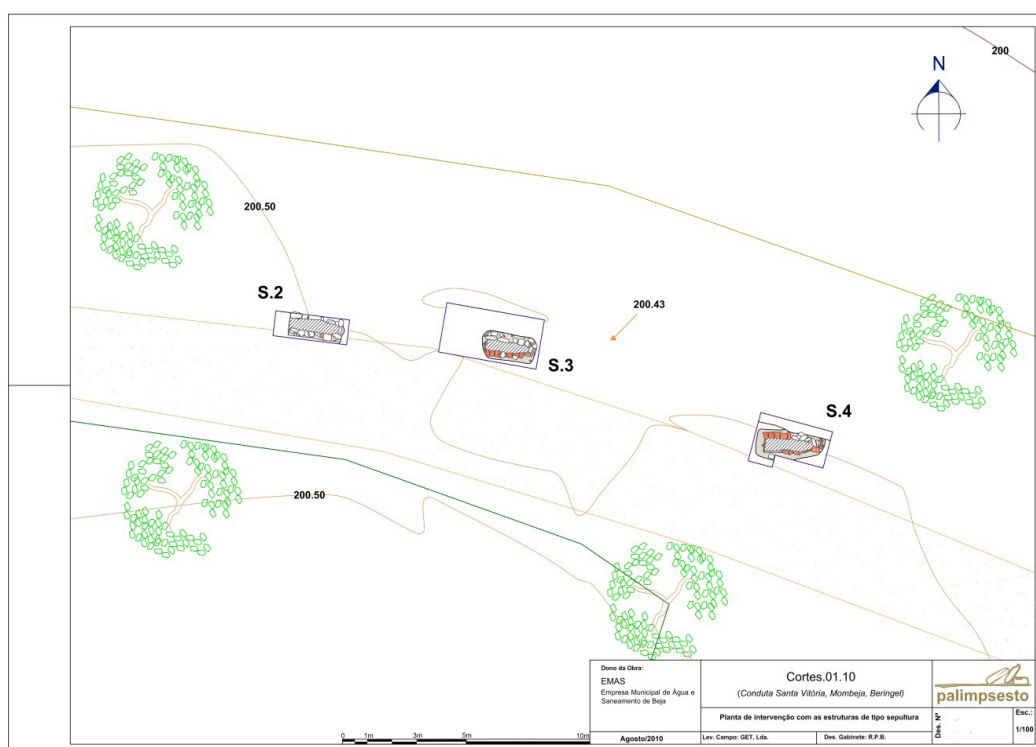 200
N
200.50
S.2
200.43
S.3
S.4
200.50
0 1m 3m 5m 10m
Dono da Obra:
EMAS
Empresa Municipal de Água e
Saneamento de Beja
Agosto/2010
Cortes.01.10
(Conduta Santa Vitória, Mombeja, Beringel)
Planta de intervenção com as estruturas de tipo sepultura
Lev. Campo: GET, Lda.
Des. Gabinete: R.P.B.
palimpsesto
Des. Nº
Esc.:
1/100